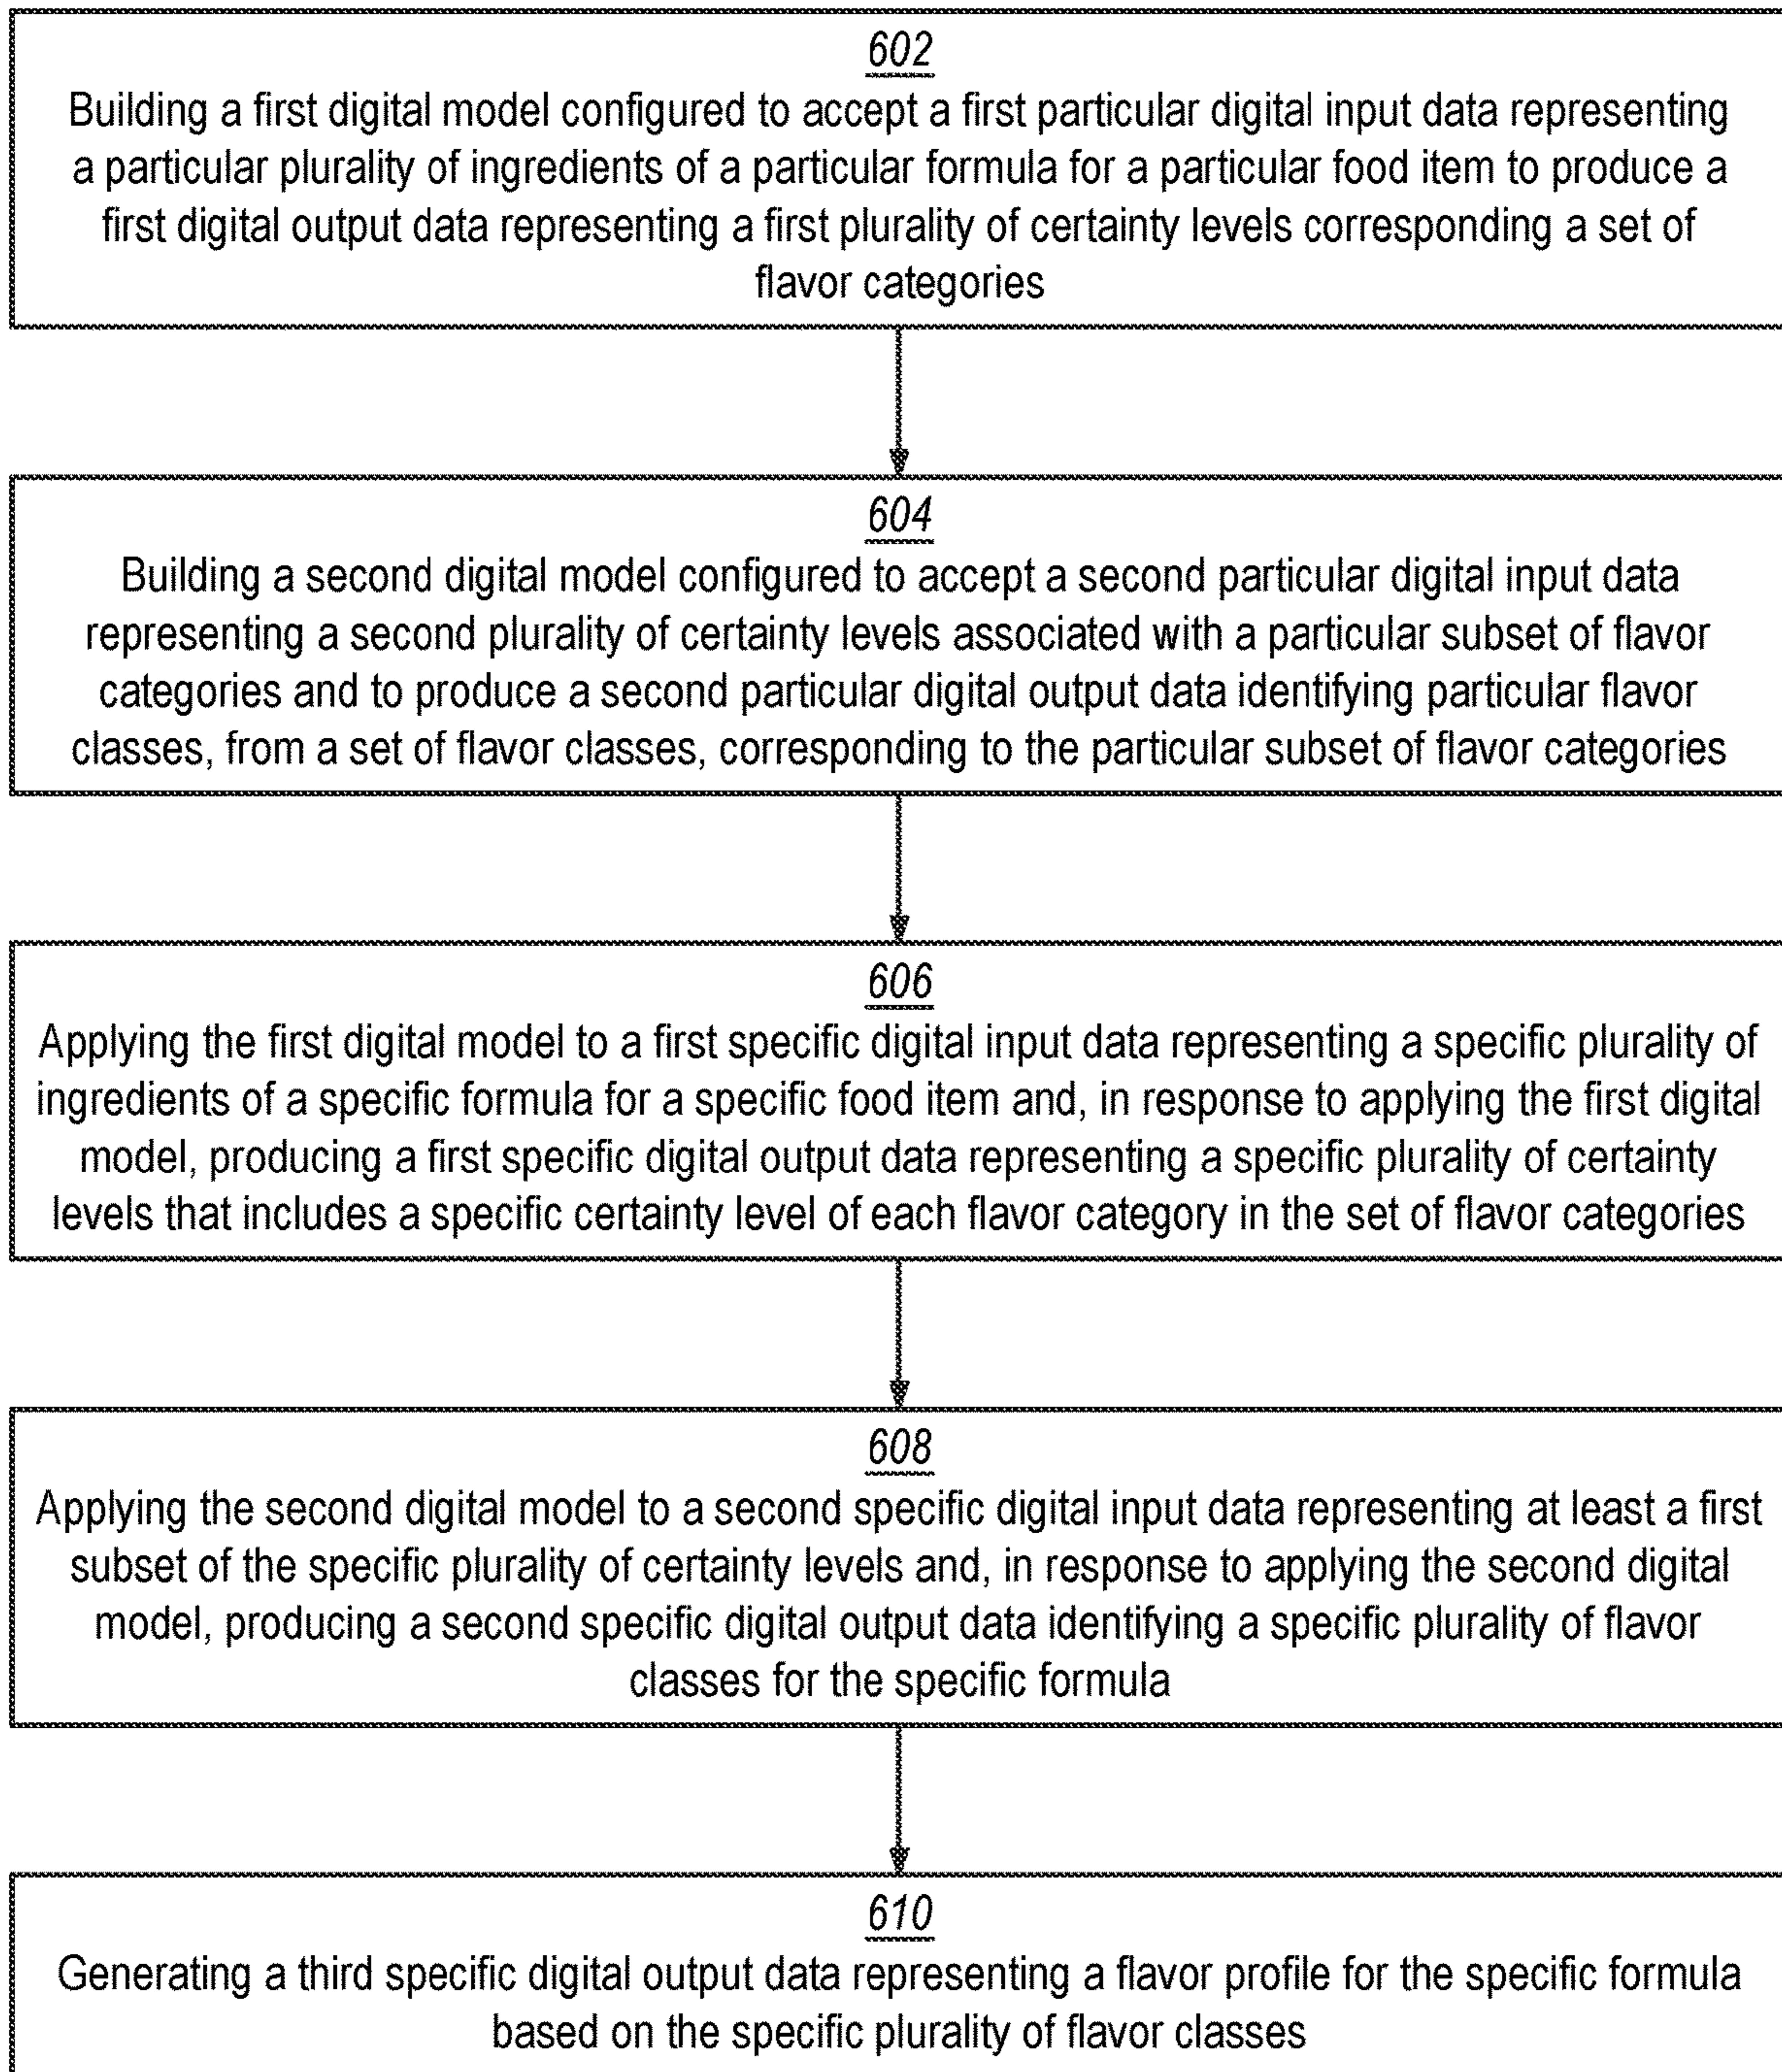 602
Building a first digital model configured to accept a first particular digital input data representing
a particular plurality of ingredients of a particular formula for a particular food item to produce a
first digital output data representing a first plurality of certainty levels corresponding a set of
flavor categories
604
Building a second digital model configured to accept a second particular digital input data
representing a second plurality of certainty levels associated with a particular subset of flavor
categories and to produce a second particular digital output data identifying particular flavor
classes, from a set of flavor classes, corresponding to the particular subset of flavor categories
606
Applying the first digital model to a first specific digital input data representing a specific plurality of
ingredients of a specific formula for a specific food item and, in response to applying the first digital
model, producing a first specific digital output data representing a specific plurality of certainty
levels that includes a specific certainty level of each flavor category in the set of flavor categories
608
Applying the second digital model to a second specific digital input data representing at least a first
subset of the specific plurality of certainty levels and, in response to applying the second digital
model, producing a second specific digital output data identifying a specific plurality of flavor
classes for the specific formula
610
Generating a third specific digital output data representing a flavor profile for the specific formula
based on the specific plurality of flavor classes